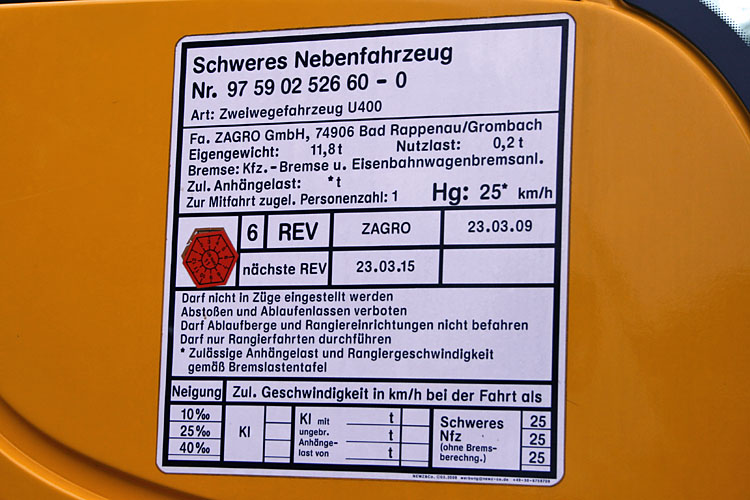 Schweres Nebenfahrzeug
Nr. 97 59 02 526 60 - 0
Art: Zweiwegefahrzeug U400
Fa. ZAGRO GmbH, 74906 Bad Rappenau/Grombach
Eigengewicht: 11,8t Nutzlast: 0,2 t
Bremse: Kfz.-Bremse u. Eisenbahnwagenbremsanl.
Zul. Anhängelast: *t
Zur Mitfahrt zugel. Personenzahl: 1 Hg: 25* km/h
6 REV ZAGRO 23.03.09
nächste REV 23.03.15
Darf nicht in Züge eingestellt werden
Abstoßen und Ablaufenlassen verboten
Darf Ablaufberge und Rangiereinrichtungen nicht befahren
Darf nur Rangierfahrten durchführen
* Zulässige Anhängelast und Rangiergeschwindigkeit
gemäß Bremslastentafel
Neigung Zul. Geschwindigkeit in km/h bei der Fahrt als
10‰
25‰
40‰
Kl
Kl mit t
ungebr. t
Anhänge-
last von t
Schweres 25
Nfz 25
(ohne Brems-
berechng.) 25